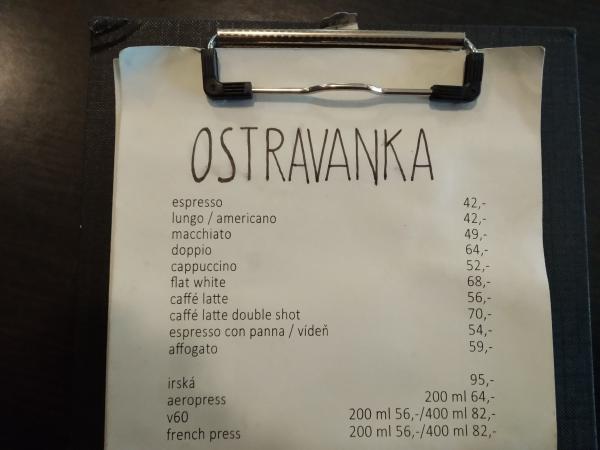 OSTRAVANKA
espresso 42,-
lungo / americano 42,-
macchiato 49,-
doppio 64,-
cappuccino 52,-
flat white 68,-
caffé latte 56,-
caffé latte double shot 70,-
espresso con panna / vídeň 54,-
affogato 59,-
irská 95,-
aeropress 200 ml 64,-
v60 200 ml 56,-/400 ml 82,-
french press 200 ml 56,-/400 ml 82,-